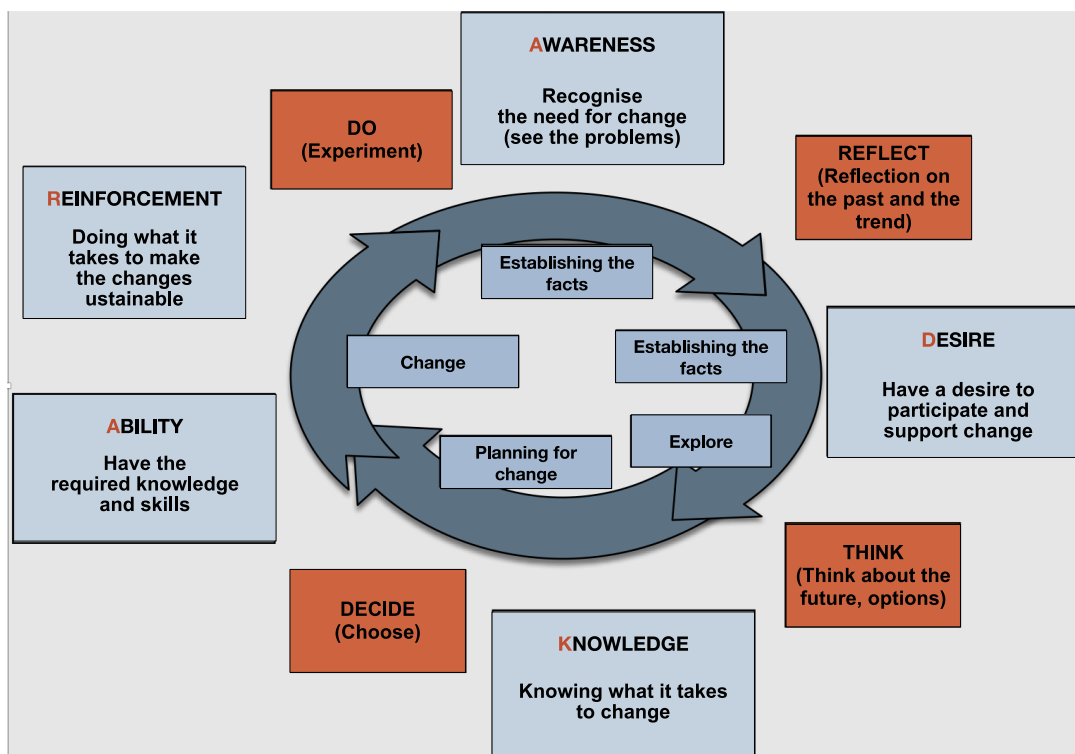 AWARENESS
Recognise
the need for change
(see the problems)
DO
(Experiment)
REFLECT
(Reflection on
the past and the
trend)
REINFORCEMENT
Doing what it
takes to make
the changes
ustainable
Establishing the
facts
Change
Establishing the
facts
DESIRE
Have a desire to
participate and
support change
ABILITY
Have the
required knowledge
and skills
Planning for
change
Explore
THINK
(Think about the
future, options)
DECIDE
(Choose)
KNOWLEDGE
Knowing what it takes
to change